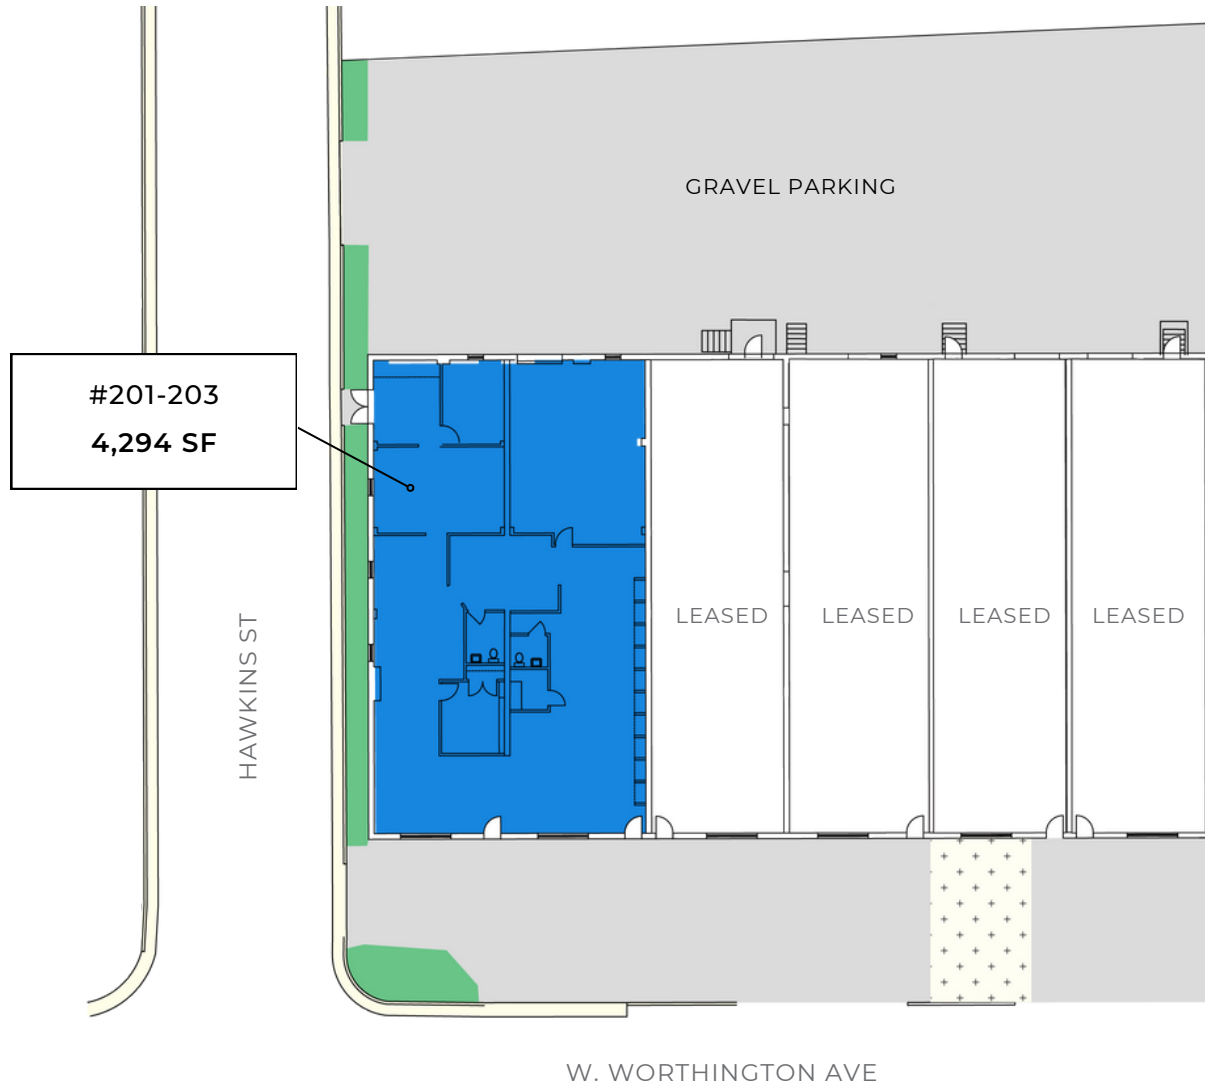 GRAVEL PARKING
#201-203
4,294 SF
LEASED
LEASED
LEASED
LEASED
HAWKINS ST
W. WORTHINGTON AVE